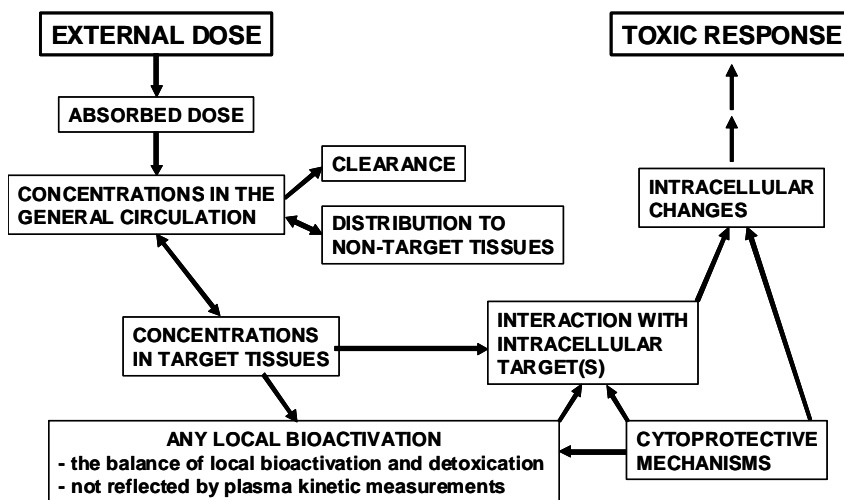 EXTERNAL DOSE
TOXIC RESPONSE
ABSORBED DOSE
CLEARANCE
CONCENTRATIONS IN THE
GENERAL CIRCULATION
INTRACELLULAR
CHANGES
DISTRIBUTION TO
NON-TARGET TISSUES
CONCENTRATIONS
IN TARGET TISSUES
INTERACTION WITH
INTRACELLULAR
TARGET(S)
ANY LOCAL BIOACTIVATION
- the balance of local bioactivation and detoxication
- not reflected by plasma kinetic measurements
CYTOPROTECTIVE
MECHANISMS